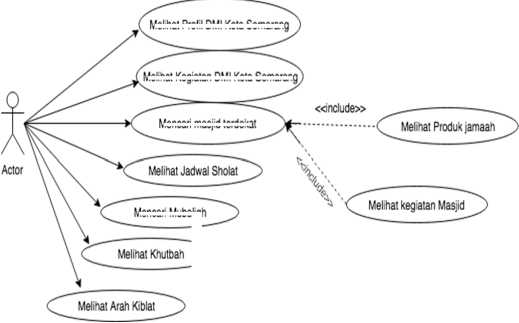 Melihat Profil DMI Kota Semarang
Melihat Kegiatan DMI Kota Semarang
<<include>>
Mencari masjid terdekat
Melihat Produk jamaah
Actor
Melihat Jadwal Sholat
<<include>>
Melihat kegiatan Masjid
Mencari Mubaligh
Melihat Khutbah
Melihat Arah Kiblat